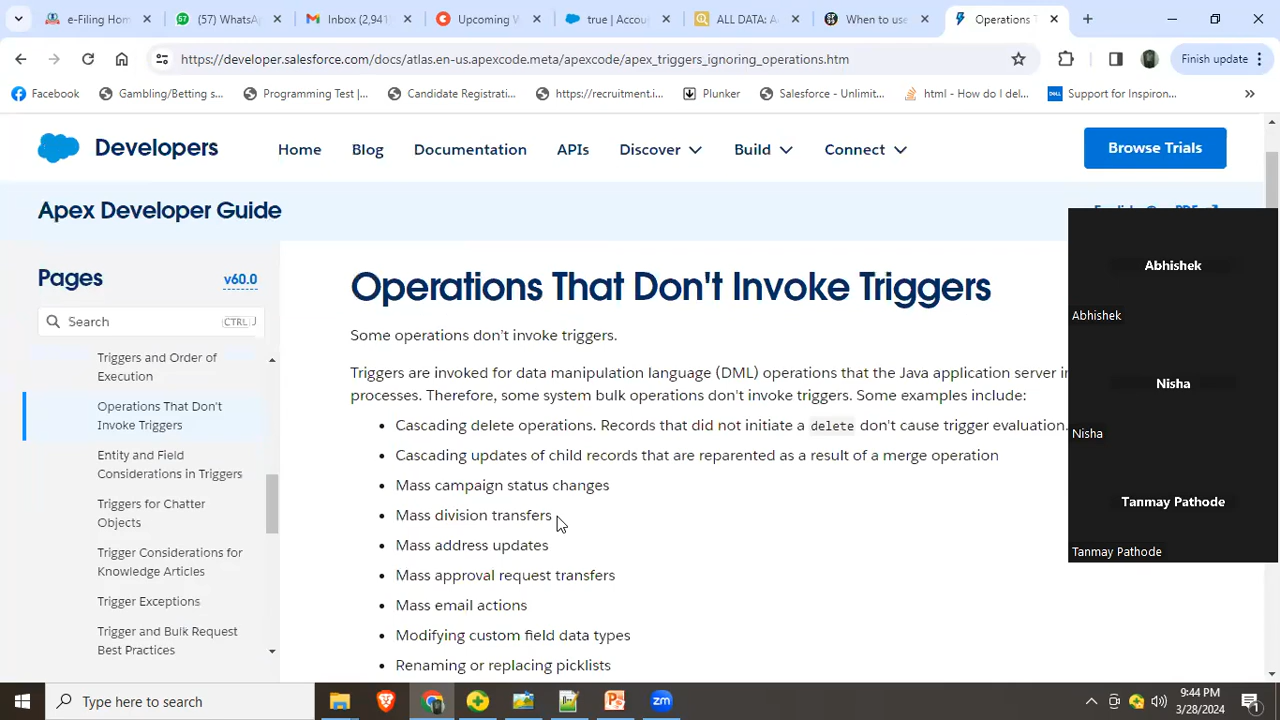 e-Filing Hom
(57) WhatsA
Inbox (2,941
Upcoming W
true | Accou
ALL DATA: A
When to use
Operations T
https://developer.salesforce.com/docs/atlas.en-us.apexcode.meta/apexcode/apex_triggers_ignoring_operations.htm
Finish update
Facebook
Gambling/Betting s...
Programming Test |...
Candidate Registrati...
https://recruitment.i...
Plunker
Salesforce - Unlimit...
html - How do I del...
Support for Inspiron...
Developers
Home
Blog
Documentation
APIs
Discover
Build
Connect
Browse Trials
Apex Developer Guide
Pages
v60.0
Search
CTRL J
Triggers and Order of
Execution
Operations That Don't
Invoke Triggers
Entity and Field
Considerations in Triggers
Triggers for Chatter
Objects
Trigger Considerations for
Knowledge Articles
Trigger Exceptions
Trigger and Bulk Request
Best Practices
Operations That Don't Invoke Triggers
Some operations don’t invoke triggers.
Triggers are invoked for data manipulation language (DML) operations that the Java application server in
processes. Therefore, some system bulk operations don’t invoke triggers. Some examples include:
• Cascading delete operations. Records that did not initiate a delete don’t cause trigger evaluation.
• Cascading updates of child records that are reparented as a result of a merge operation
• Mass campaign status changes
• Mass division transfers
• Mass address updates
• Mass approval request transfers
• Mass email actions
• Modifying custom field data types
• Renaming or replacing picklists
Abhishek
Abhishek
Nisha
Nisha
Tanmay Pathode
Tanmay Pathode
Type here to search
zm
9:44 PM
3/28/2024
1